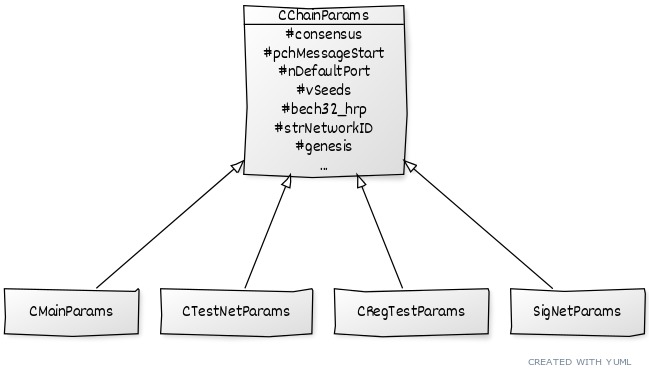 CChainParams
#consensus
#pchMessageStart
#nDefaultPort
#vSeeds
#bech32_hrp
#strNetworkID
#genesis
...
CMainParams
CTestNetParams
CRegTestParams
SigNetParams
CREATED WITH YUML